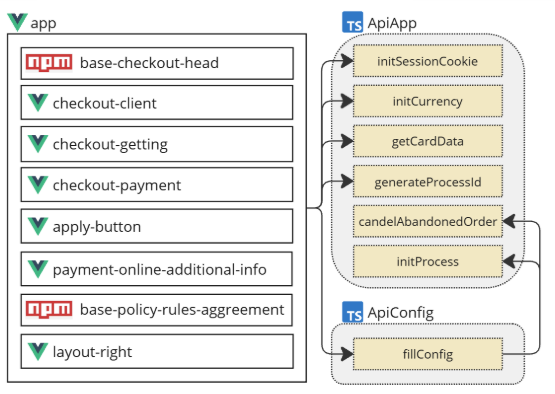 app
npm base-checkout-head
checkout-client
checkout-getting
checkout-payment
apply-button
payment-online-additional-info
npm base-policy-rules-aggreement
layout-right
TS ApiApp
initSessionCookie
initCurrency
getCardData
generateProcessId
candelAbandonedOrder
initProcess
TS ApiConfig
fillConfig